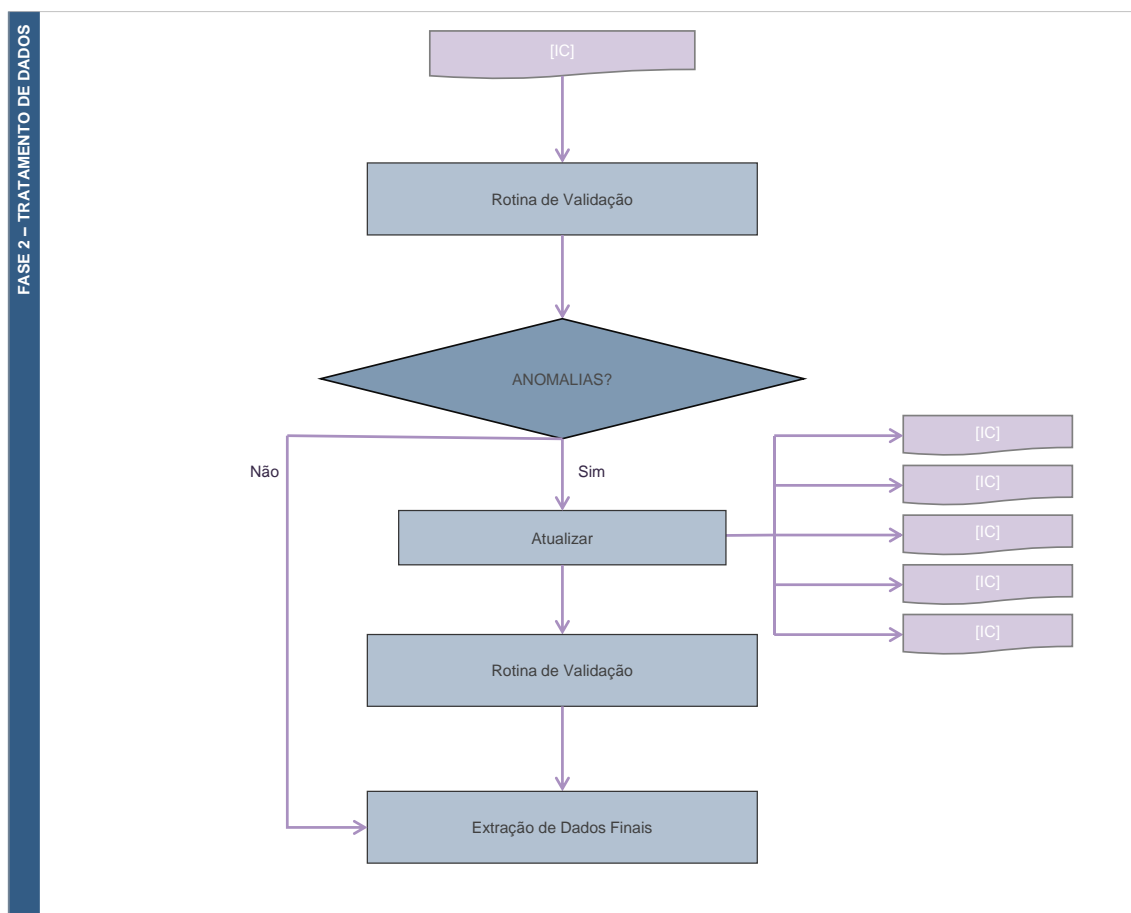 FASE 2 – TRATAMENTO DE DADOS
[IC]
Rotina de Validação
ANOMALIAS?
Não
Sim
[IC]
[IC]
[IC]
[IC]
[IC]
Atualizar
Rotina de Validação
Extração de Dados Finais